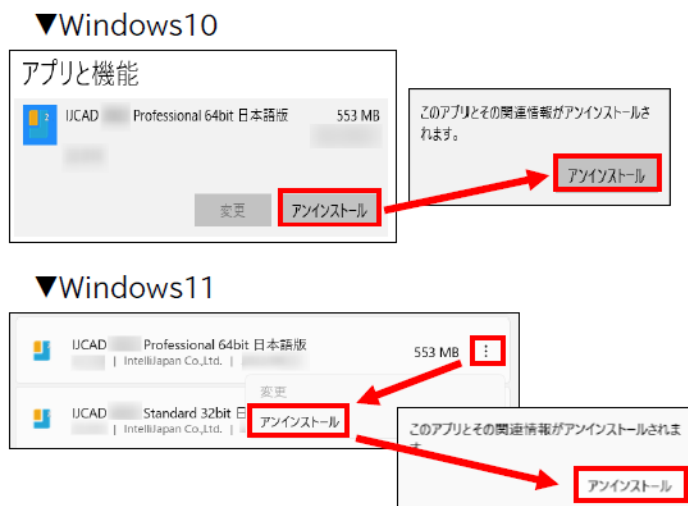 ▼Windows10
アプリと機能
IJCAD Professional 64bit 日本語版 553 MB
変更 アンインストール
このアプリとその関連情報がアンインストールさ
れます。
アンインストール
▼Windows11
IJCAD Professional 64bit 日本語版 553 MB
| IntelliJapan Co.,Ltd. |
変更
IJCAD Standard 32bit 日
アンインストール
| IntelliJapan Co.,Ltd. |
このアプリとその関連情報がアンインストールされま
す
アンインストール